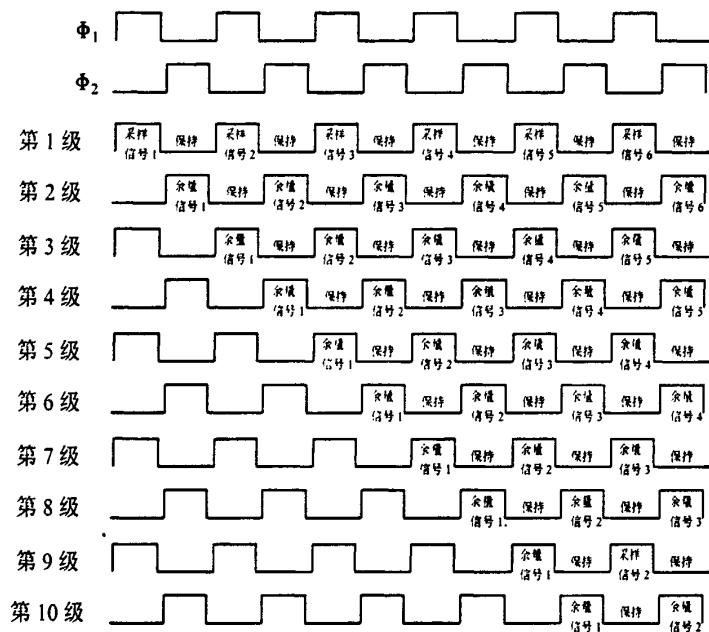 Φ1
Φ2
第 1 级 采样 保持 采样 保持 采样 保持 采样 保持 采样 保持 采样 保持
信号1 信号2 信号3 信号4 信号5 信号6
第 2 级 余量 保持 余量 保持 余量 保持 余量 保持 余量 保持 余量
信号1 信号2 信号3 信号4 信号5 信号6
第 3 级 余量 保持 余量 保持 余量 保持 余量 保持 余量 保持
信号1 信号2 信号3 信号4 信号5
第 4 级 余量 保持 余量 保持 余量 保持 余量 保持 余量
信号1 信号2 信号3 信号4 信号5
第 5 级 余量 保持 余量 保持 余量 保持 余量 保持
信号1 信号2 信号3 信号4
第 6 级 余量 保持 余量 保持 余量 保持 余量
信号1 信号2 信号3 信号4
第 7 级 余量 保持 余量 保持 余量 保持
信号1 信号2 信号3
第 8 级 余量 保持 余量 保持 余量
信号1 信号2 信号3
第 9 级 余量 保持 采样 保持
信号1 信号2
第 10 级 余量 保持 余量
信号1 信号2